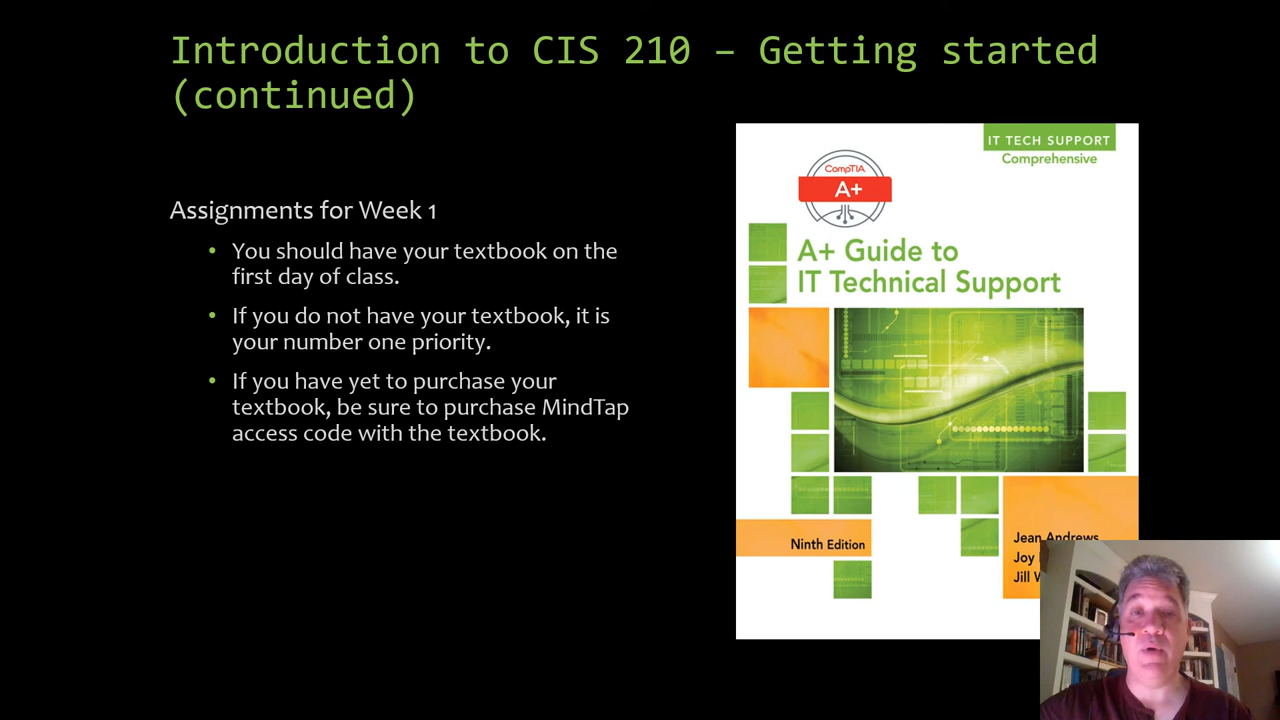 Introduction to CIS 210 – Getting started
(continued)
Assignments for Week 1
• You should have your textbook on the
first day of class.
• If you do not have your textbook, it is
your number one priority.
• If you have yet to purchase your
textbook, be sure to purchase MindTap
access code with the textbook.
IT TECH SUPPORT
Comprehensive
CompTIA
A+
A+ Guide to
IT Technical Support
Ninth Edition
Jean Andrews
Joy
Jill